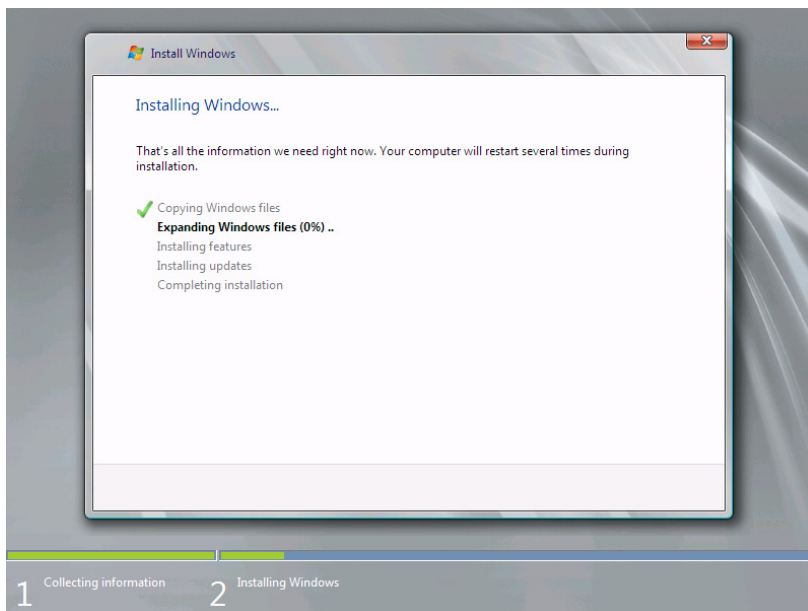 Install Windows
Installing Windows...
That's all the information we need right now. Your computer will restart several times during
installation.
Copying Windows files
Expanding Windows files (0%) ..
Installing features
Installing updates
Completing installation
1 Collecting information 2 Installing Windows